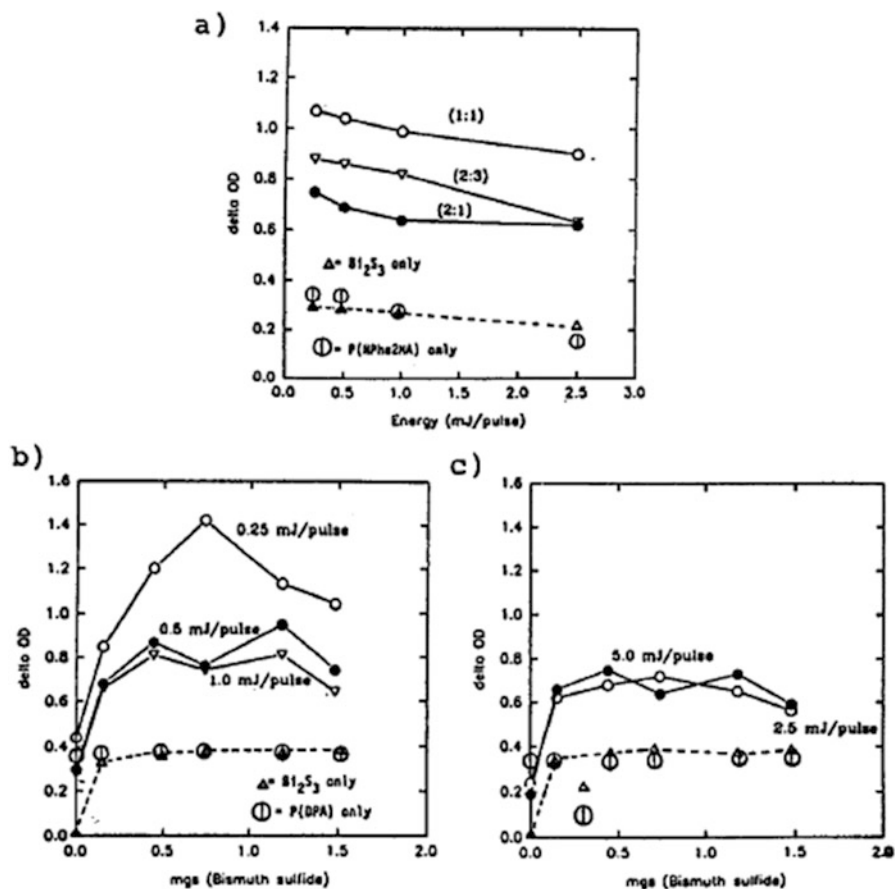 a)
1.4
1.2
1.0
0.8
0.6
0.4
0.2
0.0
delta OD
(1:1)
(2:3)
(2:1)
Δ= Bi2S3 only
= P(NPhe2MA) only
0.0 0.5 1.0 1.5 2.0 2.5 3.0
Energy (mJ/pulse)
b)
1.6
1.4
1.2
1.0
0.8
0.6
0.4
0.2
0.0
delta OD
0.25 mJ/pulse
0.5 mJ/pulse
1.0 mJ/pulse
Δ= Bi2S3 only
= P(DPA) only
0.0 0.5 1.0 1.5 2.0
mgs (Bismuth sulfide)
c)
1.6
1.4
1.2
1.0
0.8
0.6
0.4
0.2
0.0
delta OD
5.0 mJ/pulse
2.5 mJ/pulse
0.0 0.5 1.0 1.5 2.0
mgs (Bismuth sulfide)